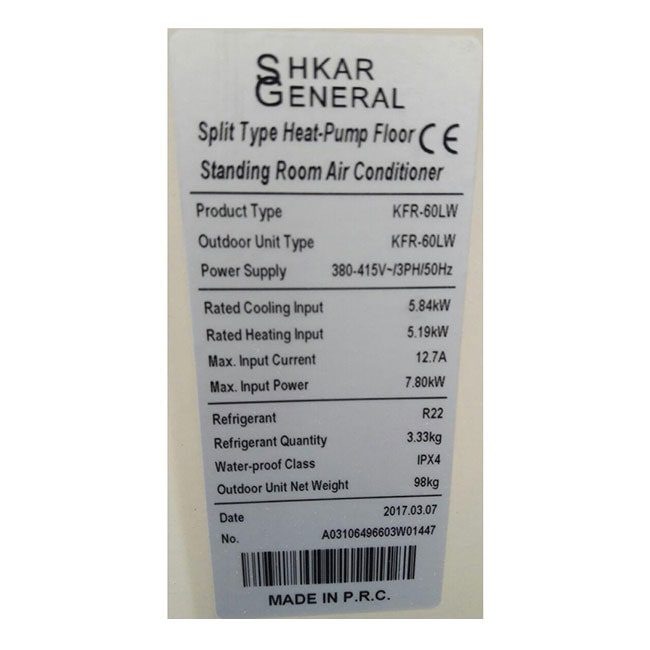 SHKAR
GENERAL
Split Type Heat-Pump Floor CE
Standing Room Air Conditioner
Product Type KFR-60LW
Outdoor Unit Type KFR-60LW
Power Supply 380-415V~/3PH/50Hz
Rated Cooling Input 5.84kW
Rated Heating Input 5.19kW
Max. Input Current 12.7A
Max. Input Power 7.80kW
Refrigerant R22
Refrigerant Quantity 3.33kg
Water-proof Class IPX4
Outdoor Unit Net Weight 98kg
Date 2017.03.07
No. A03106496603W01447
MADE IN P.R.C.